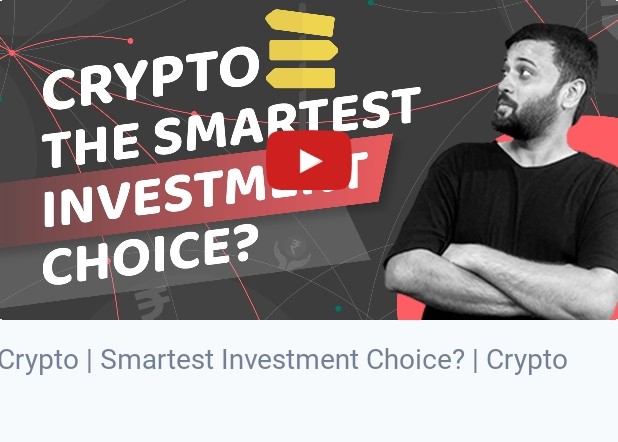 CRYPTO
THE SMARTEST
INVESTMENT
CHOICE?
₹
Crypto | Smartest Investment Choice? | Crypto